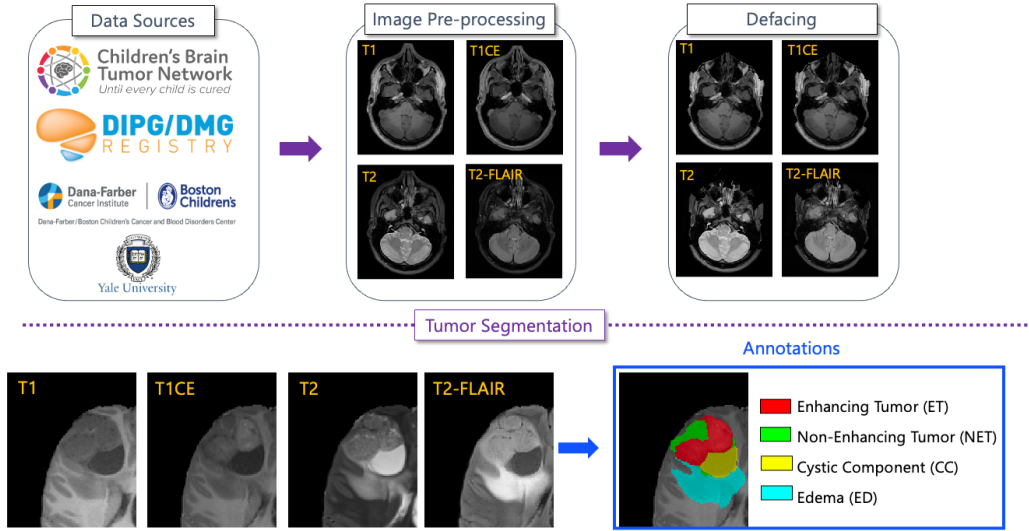 Data Sources
Image Pre-processing
Defacing
Children's Brain
Tumor Network
Until every child is cured
DIPG/DMG
REGISTRY
Dana-Farber
Cancer Institute
Boston
Children's
Dana-Farber/Boston Children's Cancer and Blood Disorders Center
Yale University
T1
T1CE
T2
T2-FLAIR
T1
T1CE
T2
T2-FLAIR
Tumor Segmentation
Annotations
T1
T1CE
T2
T2-FLAIR
Enhancing Tumor (ET)
Non-Enhancing Tumor (NET)
Cystic Component (CC)
Edema (ED)